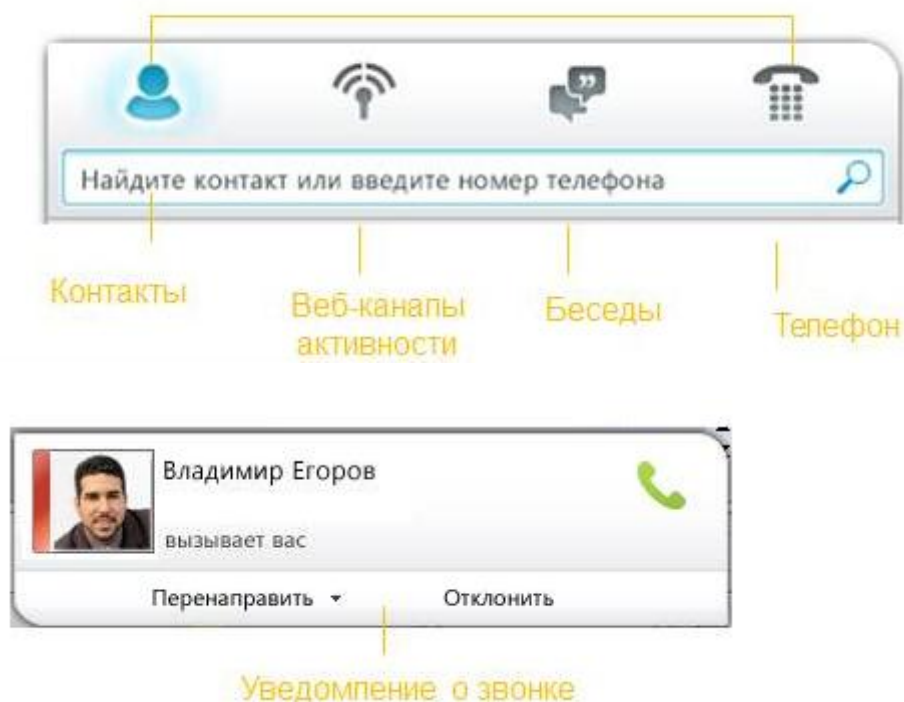 Найдите контакт или введите номер телефона
Контакты
Веб-каналы
активности
Беседы
Телефон
Владимир Егоров
вызывает вас
Перенаправить
Отклонить
Уведомление о звонке